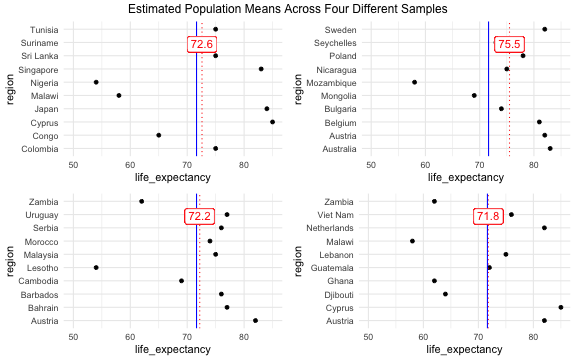 Estimated Population Means Across Four Different Samples
region
Tunisia
Suriname
Sri Lanka
Singapore
Nigeria
Malawi
Japan
Cyprus
Congo
Colombia
72.6
50 60 70 80
life_expectancy
region
Sweden
Seychelles
Poland
Nicaragua
Mozambique
Mongolia
Bulgaria
Belgium
Austria
Australia
75.5
50 60 70 80
life_expectancy
region
Zambia
Uruguay
Serbia
Morocco
Malaysia
Lesotho
Cambodia
Barbados
Bahrain
Austria
72.2
50 60 70 80
life_expectancy
region
Zambia
Viet Nam
Netherlands
Malawi
Lebanon
Guatemala
Ghana
Djibouti
Cyprus
Austria
71.8
50 60 70 80
life_expectancy